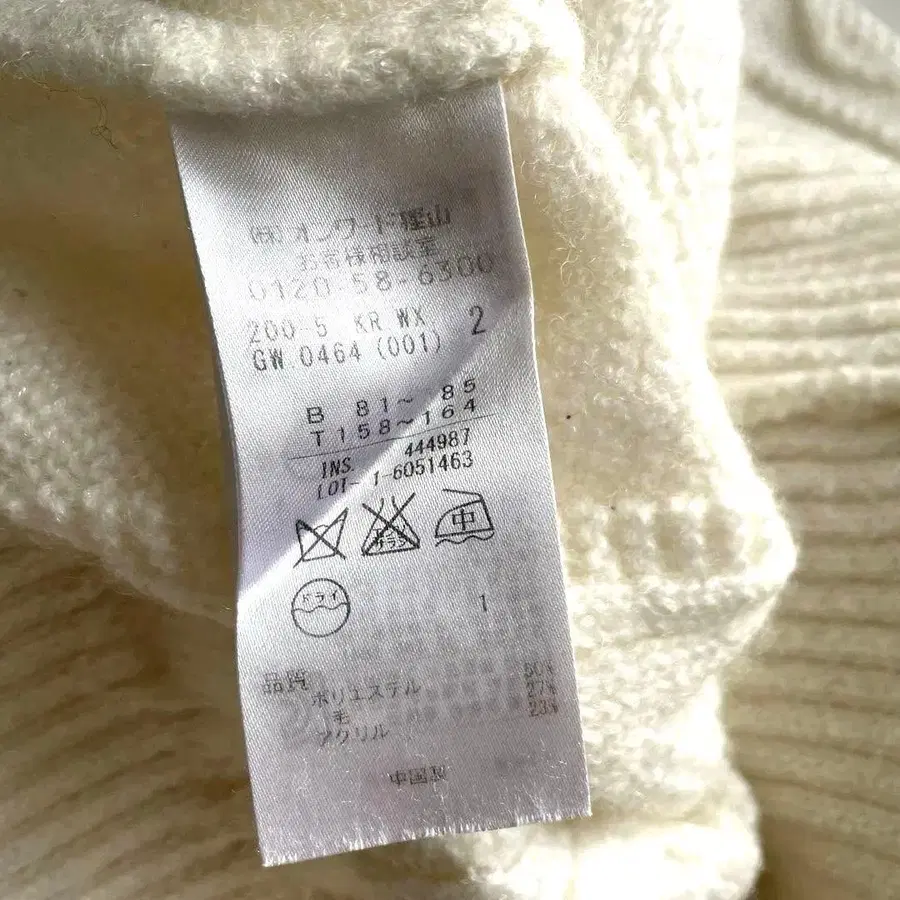 (株)オンワード樫山
お客様相談室
0120-58-6300
200-5 KR WX 2
GW 0464 (001)
B 81~ 85
T 158~164
INS. 444987
LOT- 1-6051463
中
ドライ
1
品質
ポリエステル 50%
毛 27%
アクリル 23%
中国製